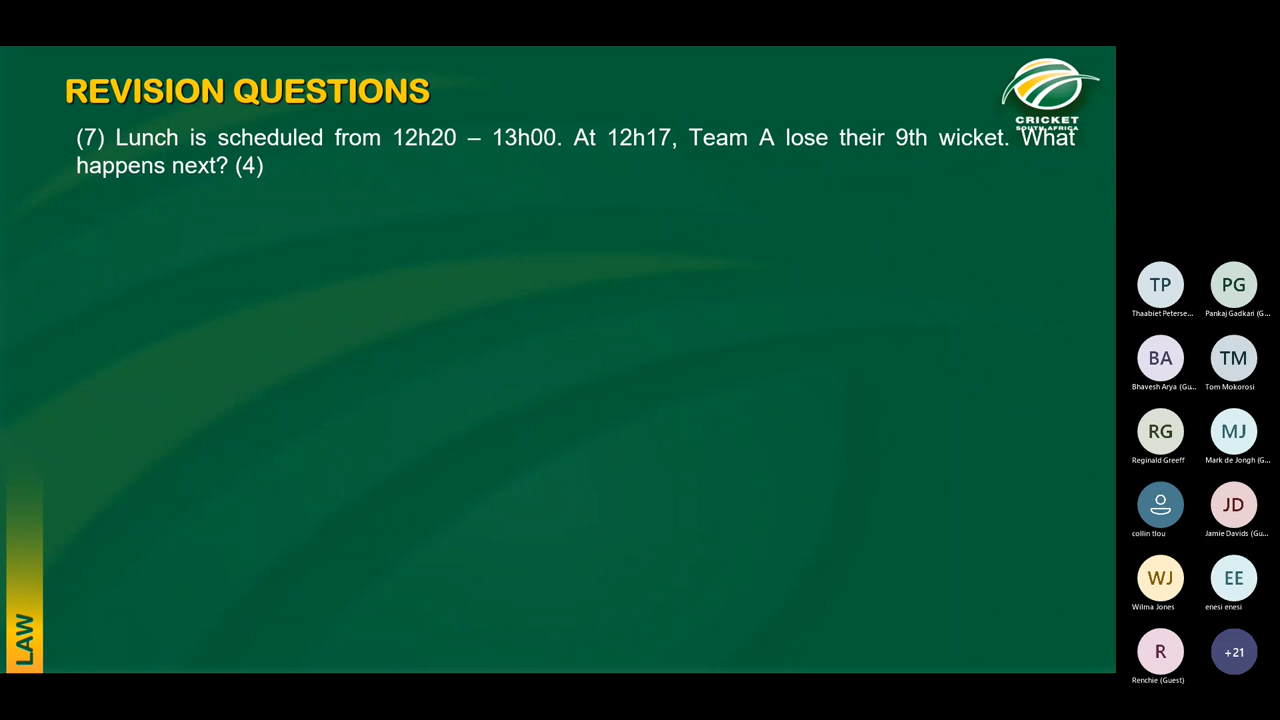 REVISION QUESTIONS
CRICKET
SOUTH AFRICA
(7) Lunch is scheduled from 12h20 – 13h00. At 12h17, Team A lose their 9th wicket. What
happens next? (4)
LAW
TP
PG
Thaabiet Peterse...
Pankaj Gadkari (G...
BA
TM
Bhavesh Arya (Gu...
Tom Mokorosi
RG
MJ
Reginald Greeff
Mark de Jongh (G...
JD
collin tlou
Jamie Davids (Gu...
WJ
EE
Wilma Jones
enesi enesi
R
+21
Renchie (Guest)